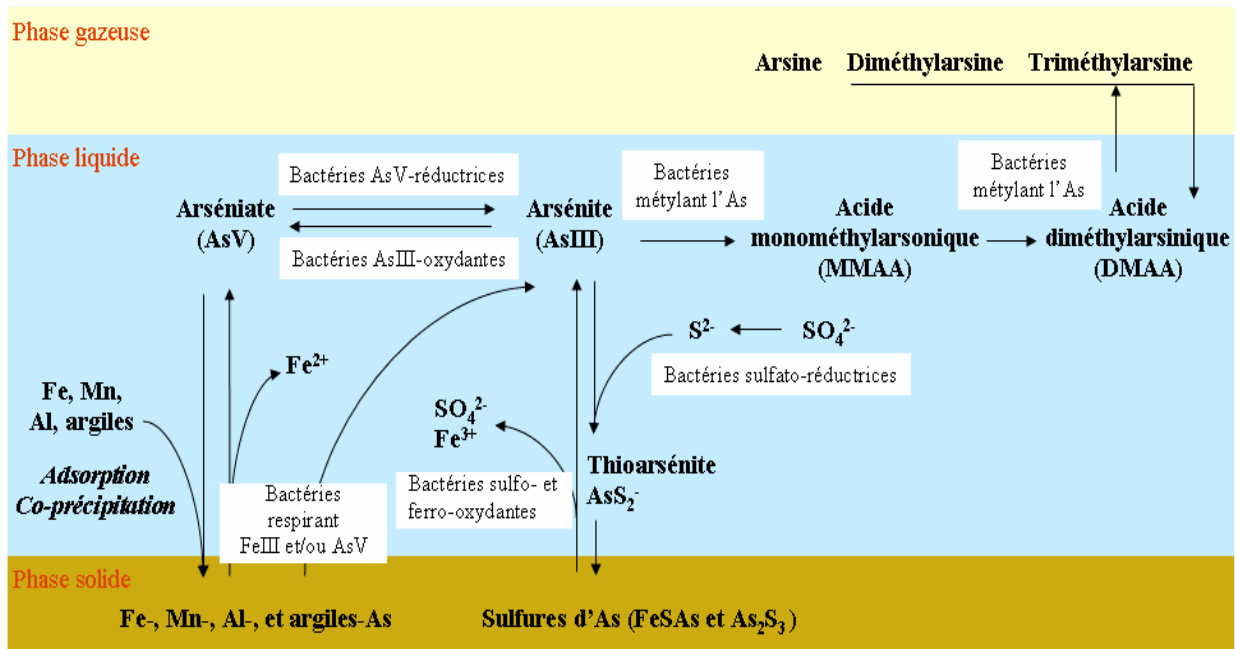 Phase gazeuse
Arsine Diméthylarsine Triméthylarsine
Phase liquide
Bactéries AsV-réductrices
Arséniate
(AsV)
Bactéries AsIII-oxydantes
Arsénite
(AsIII)
Bactéries
métylant l'As
Acide
monométhylarsonique
(MMAA)
Bactéries
métylant l'As
Acide
diméthylarsinique
(DMAA)
Fe²⁺
S²⁻
SO₄²⁻
Bactéries sulfato-réductrices
Fe, Mn,
Al, argiles
Adsorption
Co-précipitation
SO₄²⁻
Fe³⁺
Bactéries
respirant
FeIII et/ou AsV
Bactéries sulfo- et
ferro-oxydantes
Thioarsénite
AsS₂⁻
Phase solide
Fe-, Mn-, Al-, et argiles-As
Sulfures d'As (FeSAs et As₂S₃ )